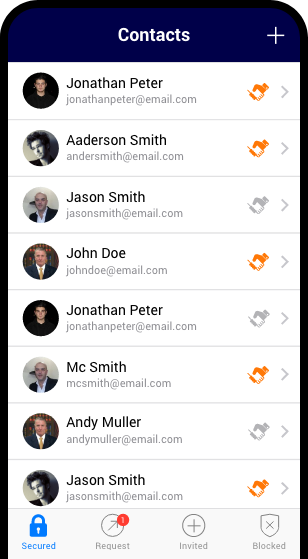 Contacts
Jonathan Peter
jonathanpeter@email.com
Aaderson Smith
andersmith@email.com
Jason Smith
jasonsmith@email.com
John Doe
johndoe@email.com
Jonathan Peter
jonathanpeter@email.com
Mc Smith
mcsmith@email.com
Andy Muller
andymuller@email.com
Jason Smith
jasonsmith@email.com
1
Secured Request Invited Blocked